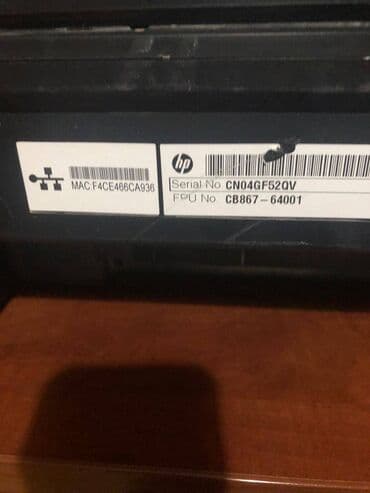 MAC:F4CE466CA936
hp
Serial No CN04GF52QV
FPU No CB867-64001